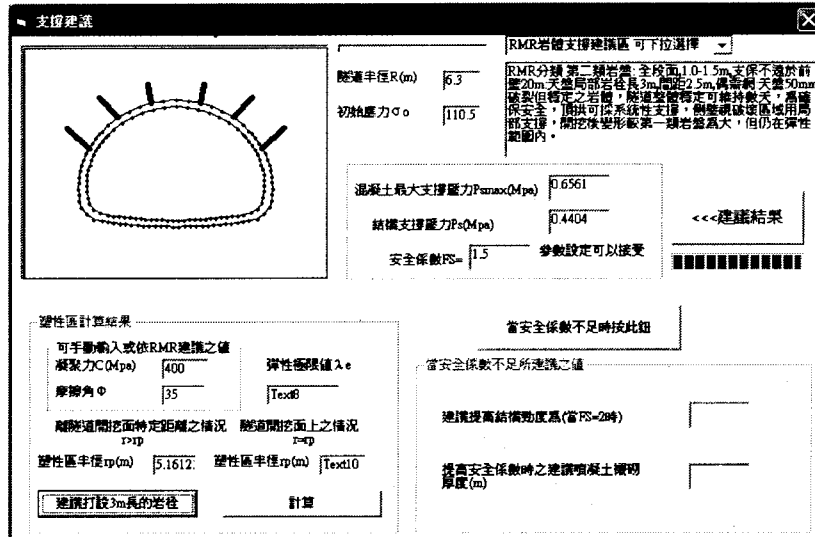 支撐建議
RMR岩體支撐建議區 可下拉選擇
隧道半徑R(m) 6.3
初始應力σo 110.5
RMR分類 第二類岩盤: 全段面,1.0-1.5m,支保不遠於前
壁20m 天盤局部岩栓長3m,間距2.5m,偶需網 天盤50mm
破裂但穩定之岩體，隧道整體穩定可維持數天，為確
保安全，頂拱可採系統性支撐，側壁視破壞區域用局
部支撐，開挖後變形較第一類岩盤為大，但仍在彈性
範圍內。
混凝土最大支撐壓力Psmax(Mpa) 0.6561
結構支撐壓力Ps(Mpa) 0.4404
安全係數FS= 1.5 參數設定可以接受
<<<建議結果
塑性區計算結果
可手動輸入或依RMR建議之值
凝聚力C(Mpa) 400
摩擦角Φ 35
彈性極限值λe
Text8
離隧道開挖面特定距離之情況
r>rp
隧道開挖面上之情況
r=rp
塑性區半徑rp(m) 5.1612
塑性區半徑rp(m) Text10
建議打設3m長的岩栓
計算
當安全係數不足時按此鈕
當安全係數不足所建議之值
建議提高結構勁度為(當FS=2時)
提高安全係數時之建議噴凝土襯砌
厚度(m)